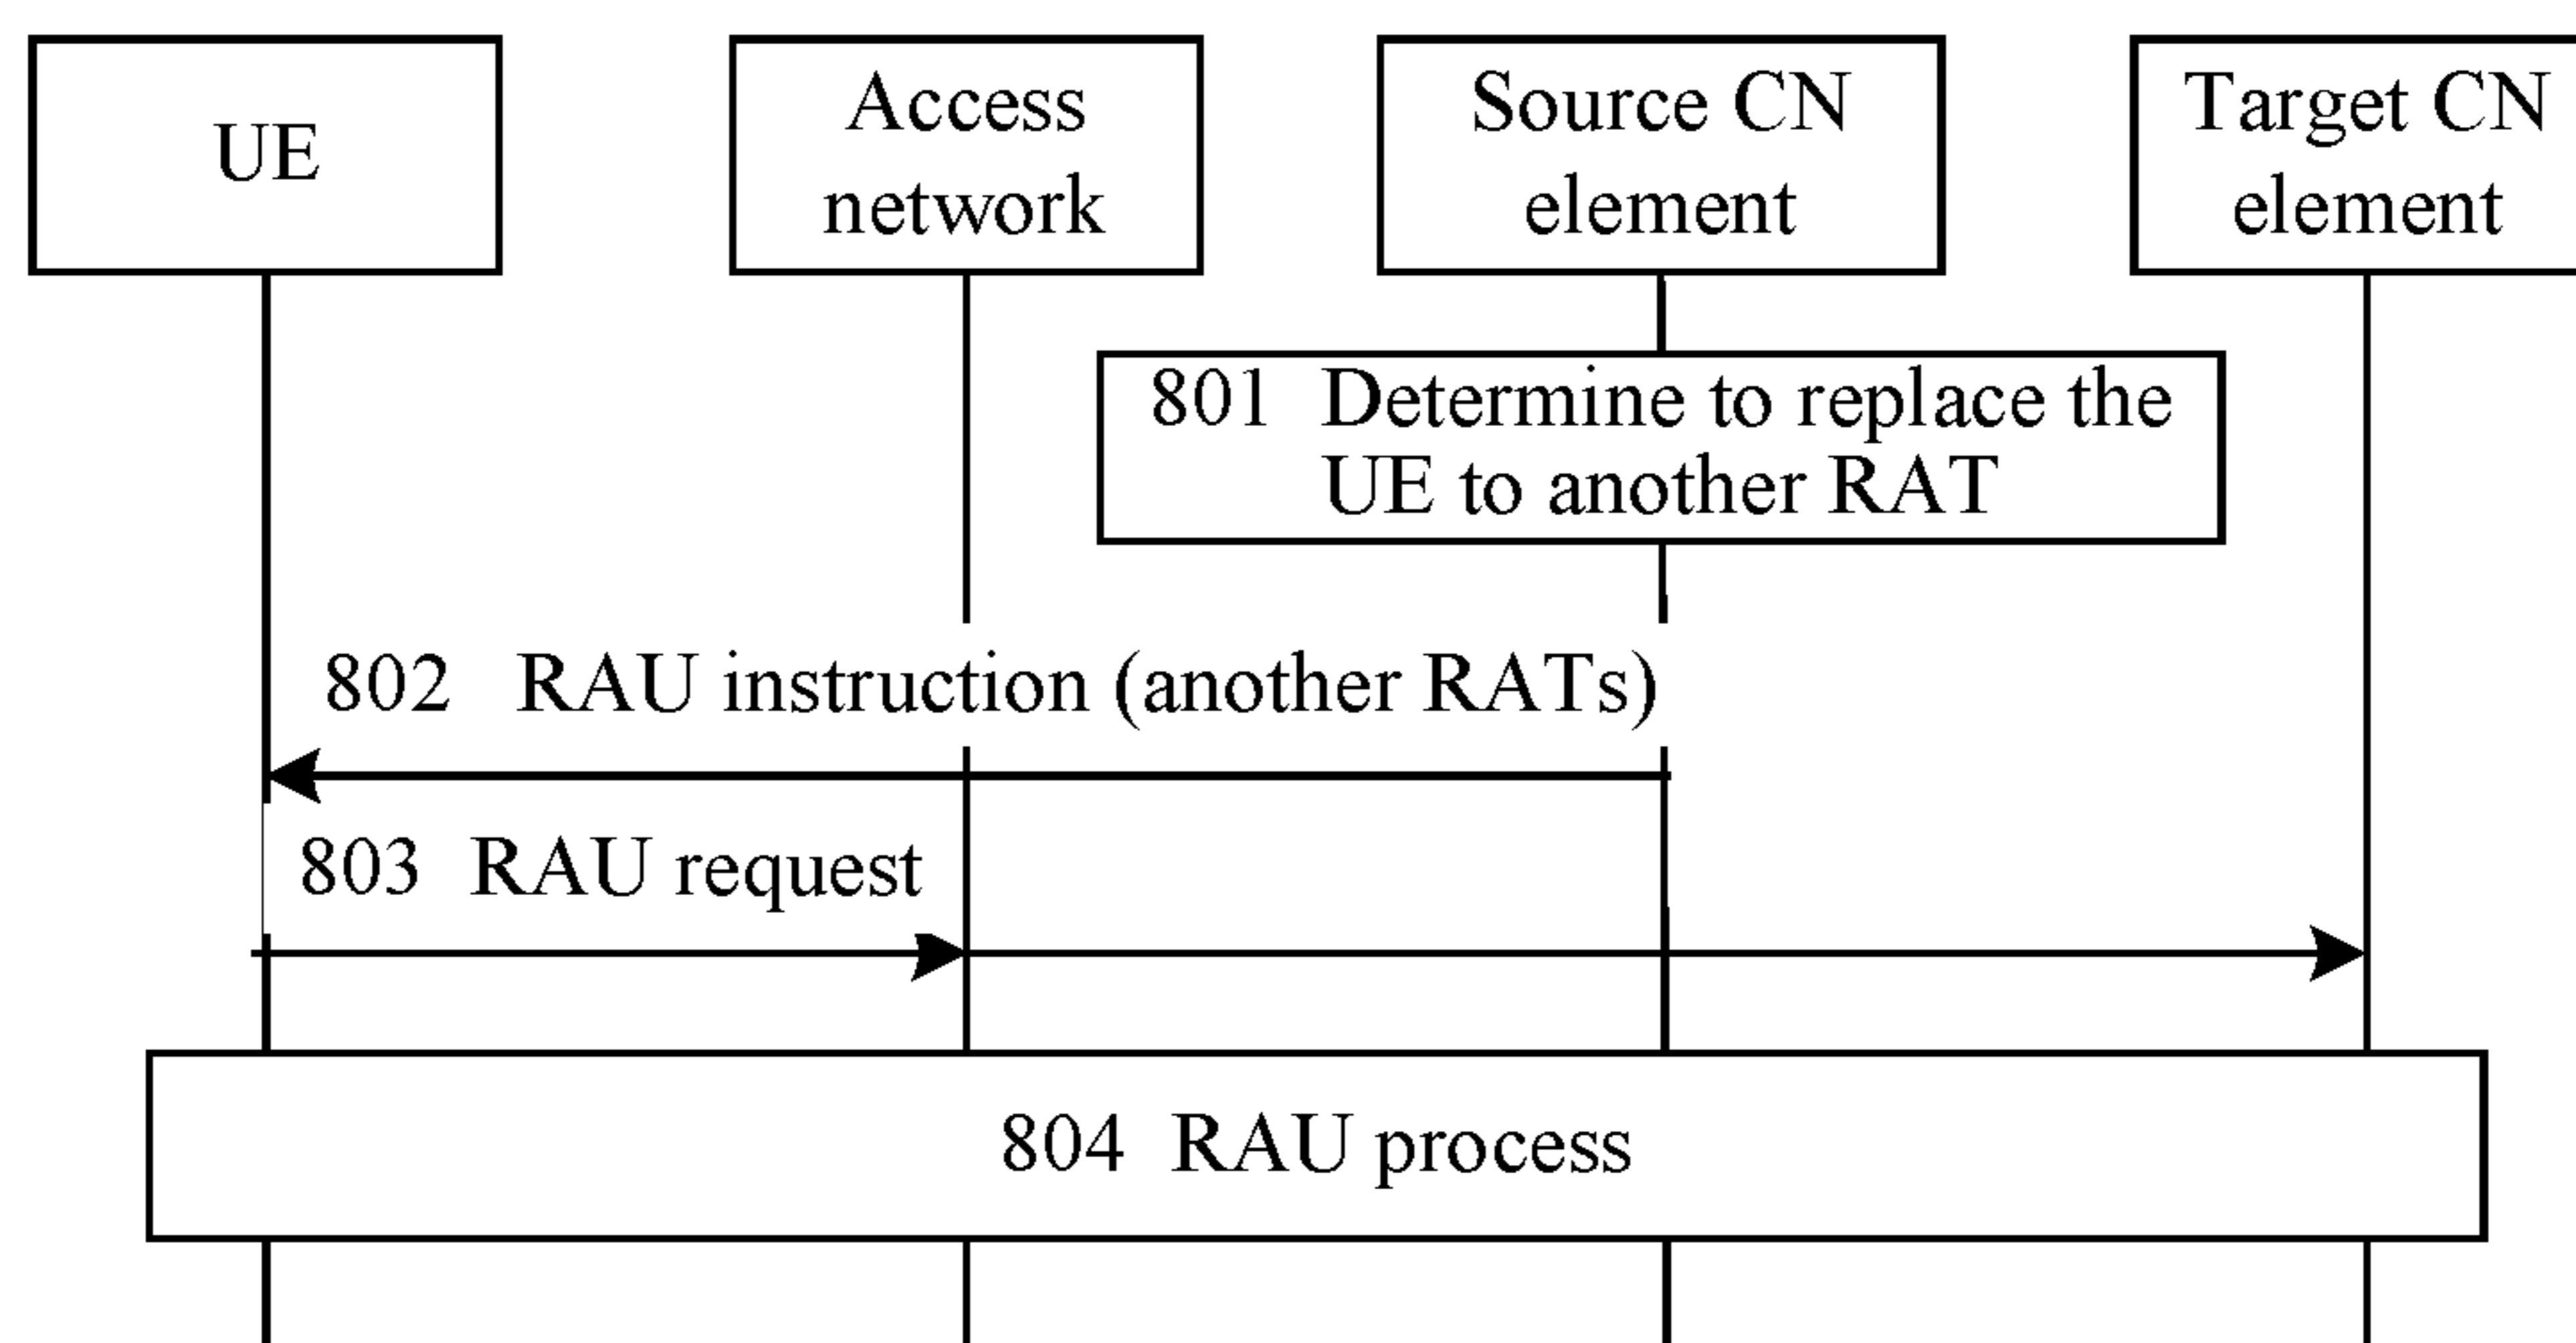 UE
Access
network
Source CN
element
Target CN
element
801 Determine to replace the
UE to another RAT
802 RAU instruction (another RATs)
803 RAU request
804 RAU process